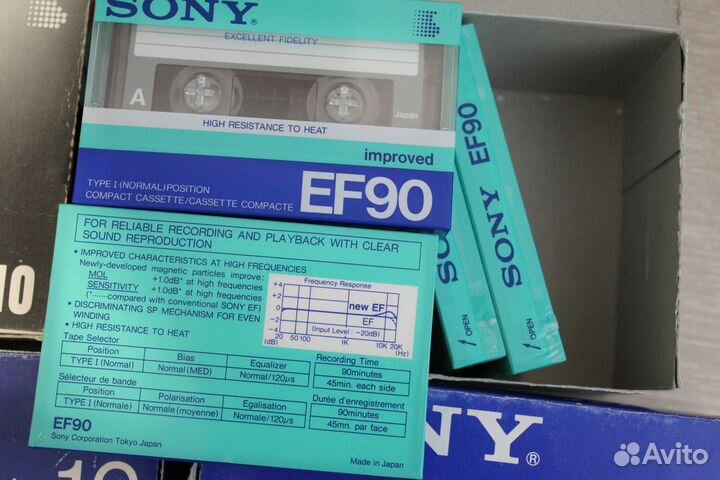 SONY
EXCELLENT FIDELITY
A
Japan
HIGH RESISTANCE TO HEAT
improved
TYPE I (NORMAL) POSITION
COMPACT CASSETTE/CASSETTE COMPACTE
EF90
FOR RELIABLE RECORDING AND PLAYBACK WITH CLEAR
SOUND REPRODUCTION
• IMPROVED CHARACTERISTICS AT HIGH FREQUENCIES
Newly-developed magnetic particles improve:
MOL +1.0dB* at high frequencies
SENSITIVITY +1.0dB* at high frequencies
(*......compared with conventional SONY EF)
• DISCRIMINATING SP MECHANISM FOR EVEN
WINDING
• HIGH RESISTANCE TO HEAT
Frequency Response
+4
+2
0
-2
-4
new EF
EF
(Input Level : -20dB)
20 50 100 1K 10K 20K
(dB) (Hz)
Tape Selector
Position Bias Equalizer
TYPE I (Normal) Normal (MED) Normal/120μs
Recording Time
90minutes
45min. each side
Sélecteur de bande
Position Polarisation Egalisation
TYPE I (Normale) Normale (moyenne) Normale/120μs
Durée d'enregistrement
90minutes
45mn. par face
EF90
Sony Corporation Tokyo Japan
Made in Japan
SONY
OPEN
SONY EF90
OPEN
10
10
ONY®
Avito